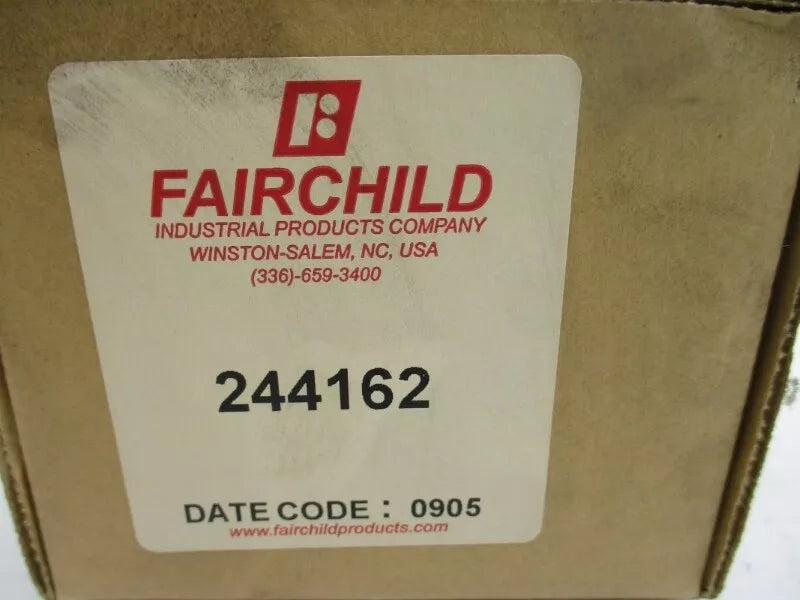 FAIRCHILD
INDUSTRIAL PRODUCTS COMPANY
WINSTON-SALEM, NC, USA
(336)-659-3400
244162
DATE CODE : 0905
www.fairchildproducts.com